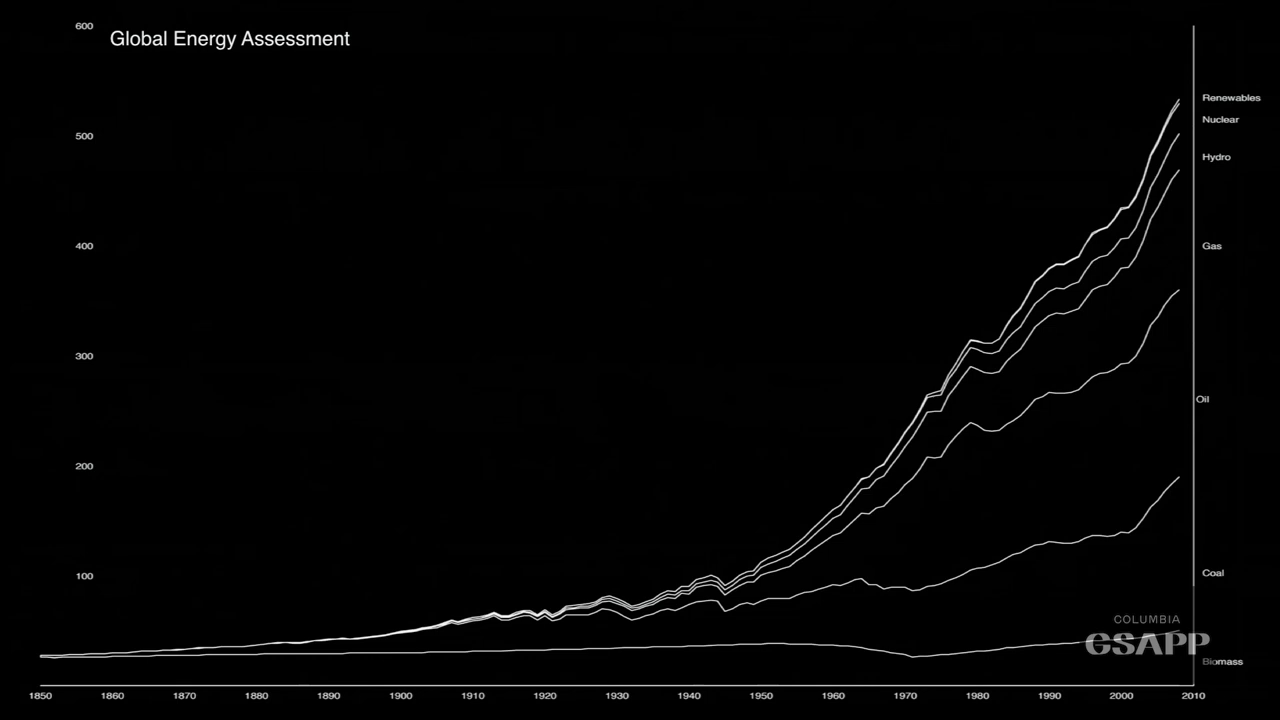 600
Global Energy Assessment
Renewables
Nuclear
500
Hydro
400
Gas
300
Oil
200
100
Coal
COLUMBIA
GSAPP
Biomass
1850 1860 1870 1880 1890 1900 1910 1920 1930 1940 1950 1960 1970 1980 1990 2000 2010